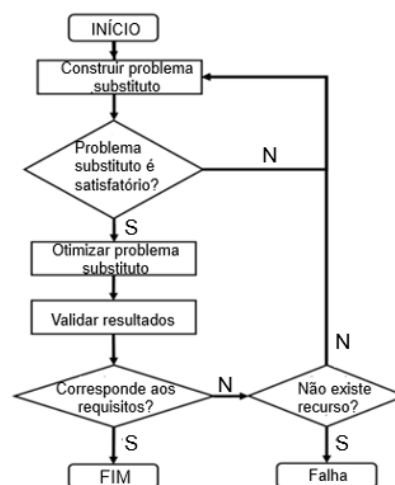 INÍCIO
Construir problema
substituto
Problema
substituto é
satisfatório?
N
S
Otimizar problema
substituto
Validar resultados
Corresponde aos
requisitos?
N
Não existe
recurso?
N
S
S
FIM
Falha